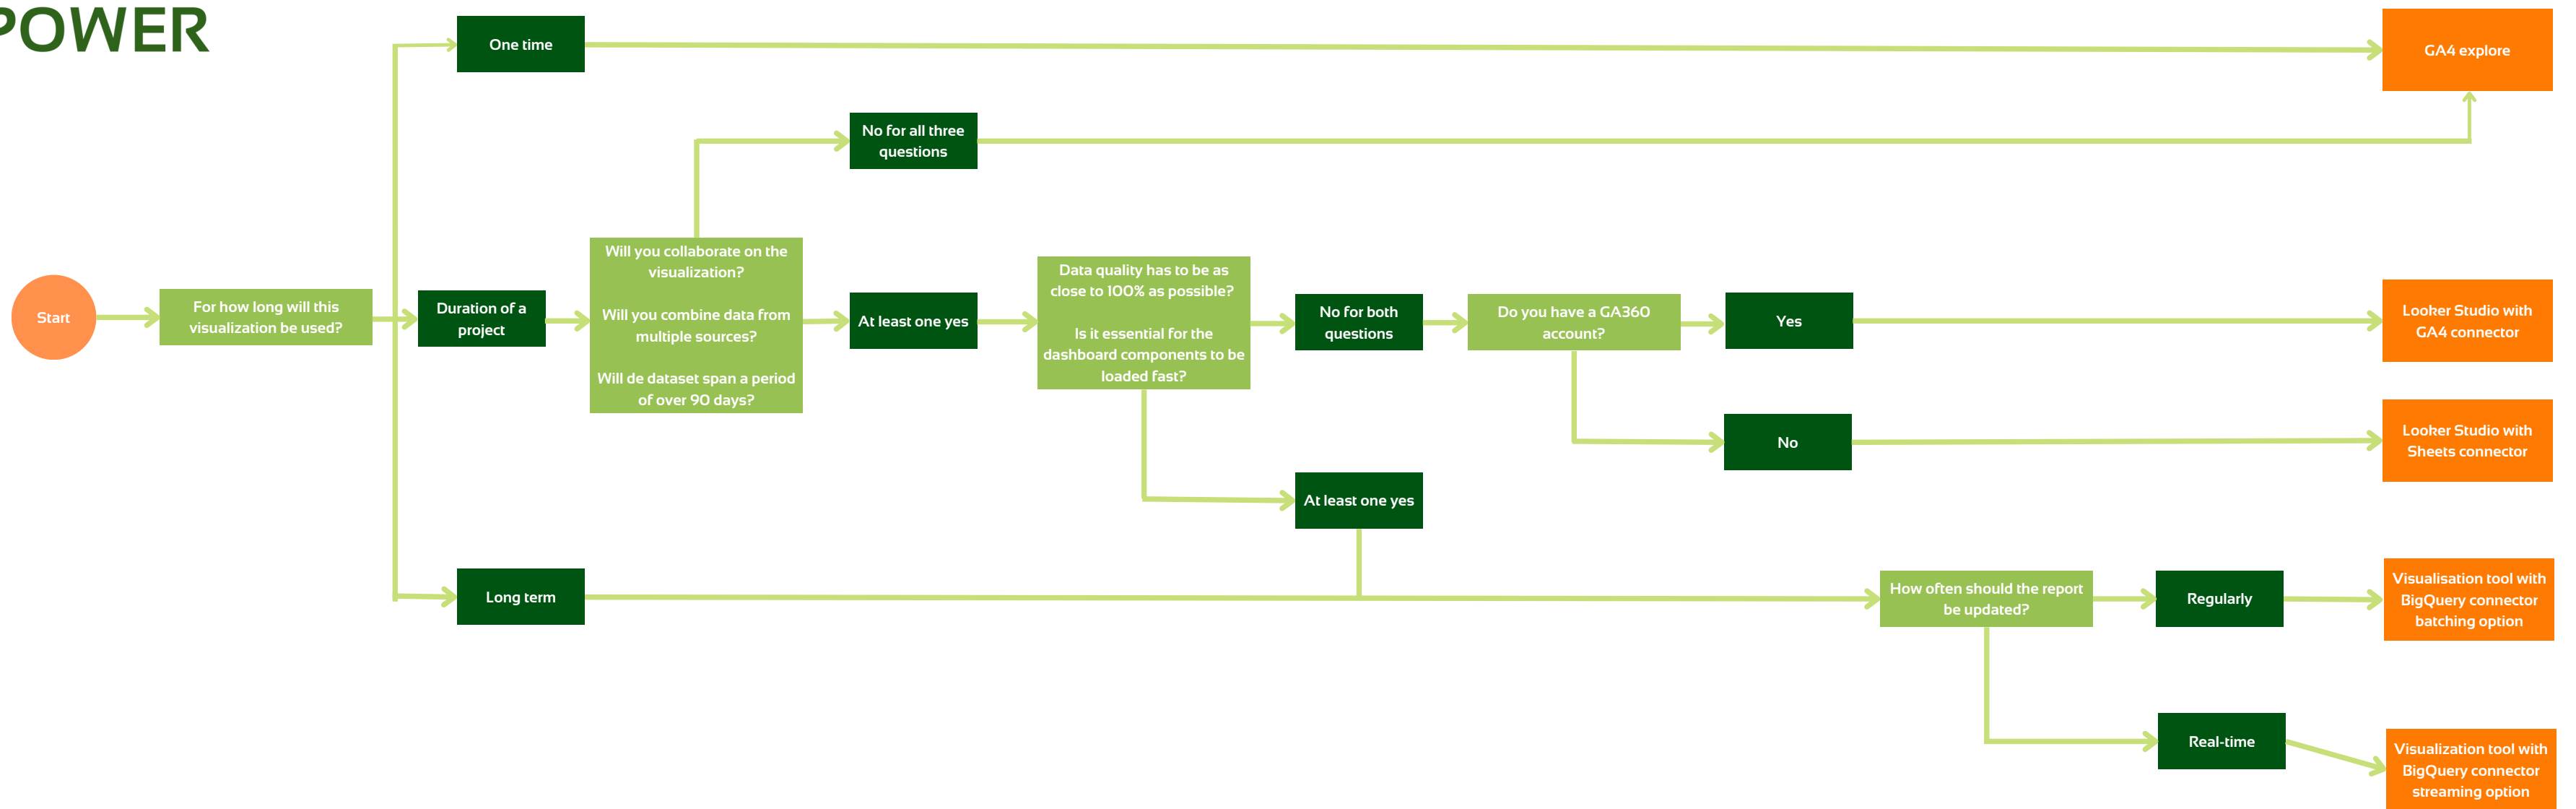 POWER
One time
GA4 explore
No for all three
questions
Start
For how long will this
visualization be used?
Duration of a
project
Will you collaborate on the
visualization?
Will you combine data from
multiple sources?
Will de dataset span a period
of over 90 days?
At least one yes
Data quality has to be as
close to 100% as possible?
Is it essential for the
dashboard components to be
loaded fast?
No for both
questions
Do you have a GA360
account?
Yes
Looker Studio with
GA4 connector
No
Looker Studio with
Sheets connector
At least one yes
Long term
How often should the report
be updated?
Regularly
Visualisation tool with
BigQuery connector
batching option
Real-time
Visualization tool with
BigQuery connector
streaming option